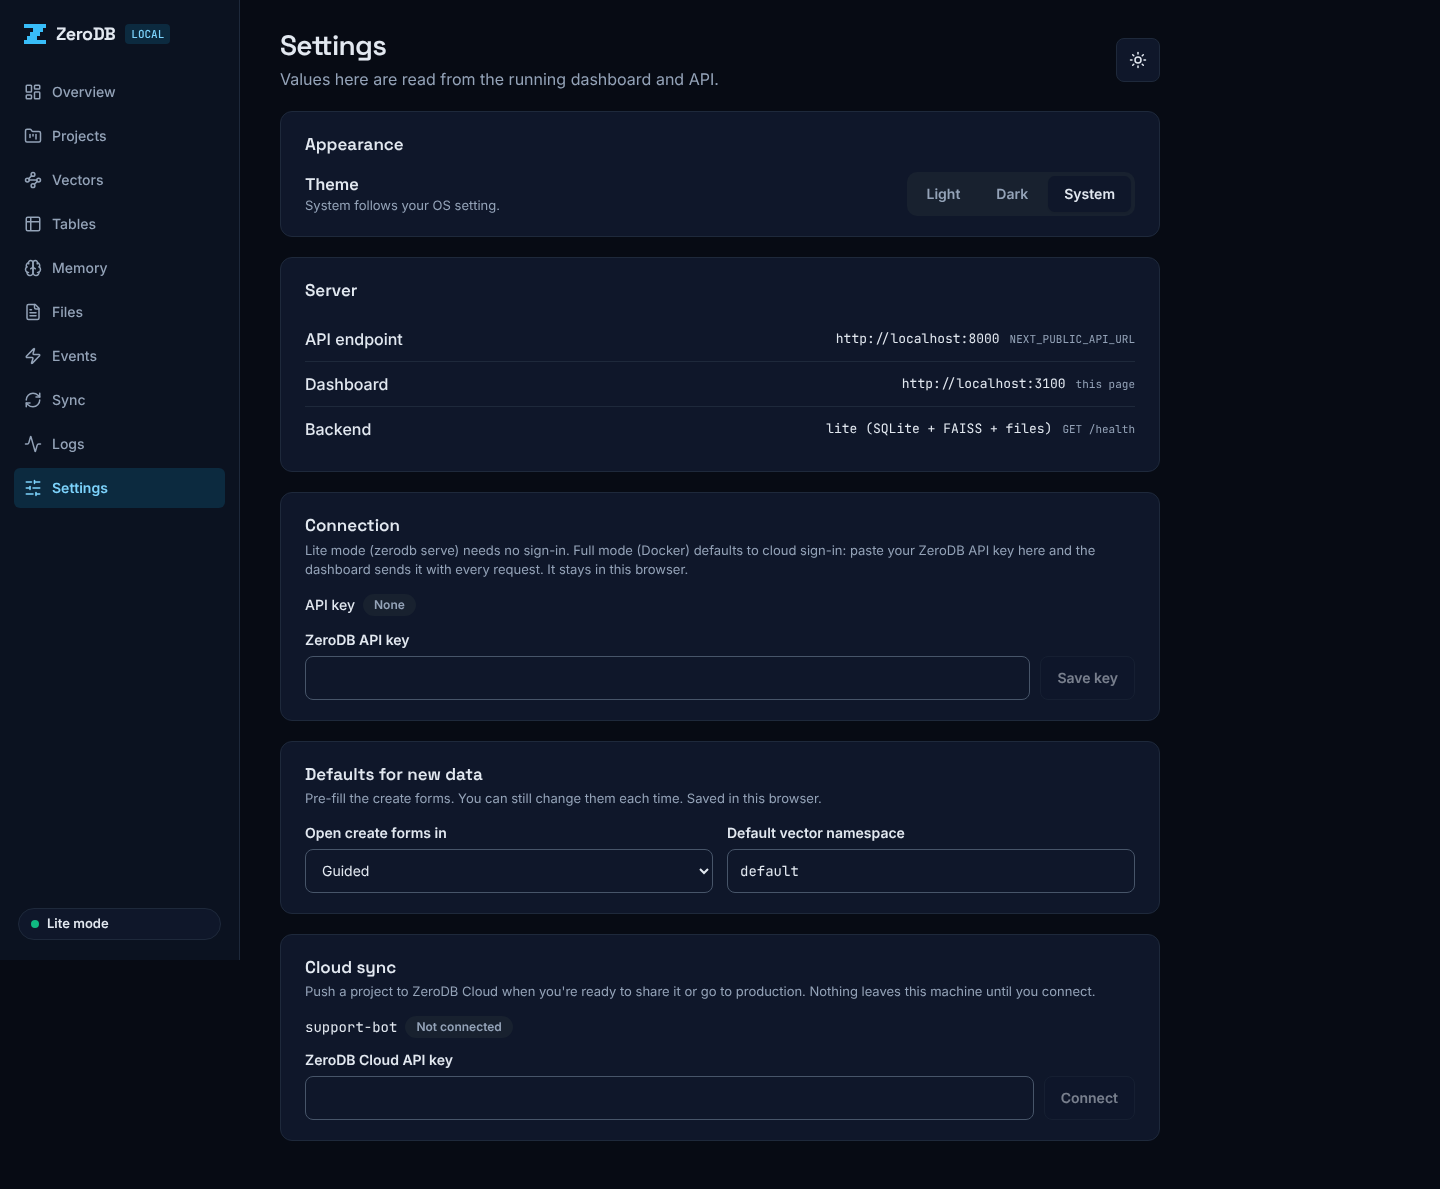 ZeroDB LOCAL
Overview
Projects
Vectors
Tables
Memory
Files
Events
Sync
Logs
Settings
Lite mode
Settings
Values here are read from the running dashboard and API.
Appearance
Theme
System follows your OS setting.
Light Dark System
Server
API endpoint http://localhost:8000 NEXT_PUBLIC_API_URL
Dashboard http://localhost:3100 this page
Backend lite (SQLite + FAISS + files) GET /health
Connection
Lite mode (zerodb serve) needs no sign-in. Full mode (Docker) defaults to cloud sign-in: paste your ZeroDB API key here and the
dashboard sends it with every request. It stays in this browser.
API key None
ZeroDB API key
Save key
Defaults for new data
Pre-fill the create forms. You can still change them each time. Saved in this browser.
Open create forms in Default vector namespace
Guided default
Cloud sync
Push a project to ZeroDB Cloud when you're ready to share it or go to production. Nothing leaves this machine until you connect.
support-bot Not connected
ZeroDB Cloud API key
Connect